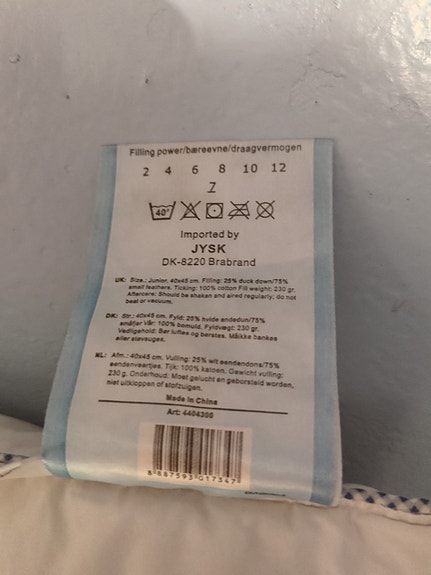 Filling power/bæreevne/draagvermogen
2 4 6 8 10 12
7
40°
Imported by
JYSK
DK-8220 Brabrand
UK: Size.: Junior, 40x45 cm. Filling: 25% duck down/75%
small feathers. Ticking: 100% cotton Fill weight: 230 gr.
Aftercare: Should be shaken and aired regularly, do not
beat or vacuum.
DK: Str.: 40x45 cm. Fyld: 25% hvide andedun/75%
småfjer Vår: 100% bomuld. Fyldvægt: 230 gr.
Vedligehold: Bør luftes og berstes. Måikke bankes
eller støvsuges.
NL: Afm.: 40x45 cm. Vulling: 25% wit eendendons/75%
eendenveertjes. Tijk: 100% katoen. Gewicht vulling:
230 g. Onderhoud: Moet gelucht en geborsteld worden,
niet uitkloppen of stofzuigen.
Made in China
Art: 4404300
8 887593 017347